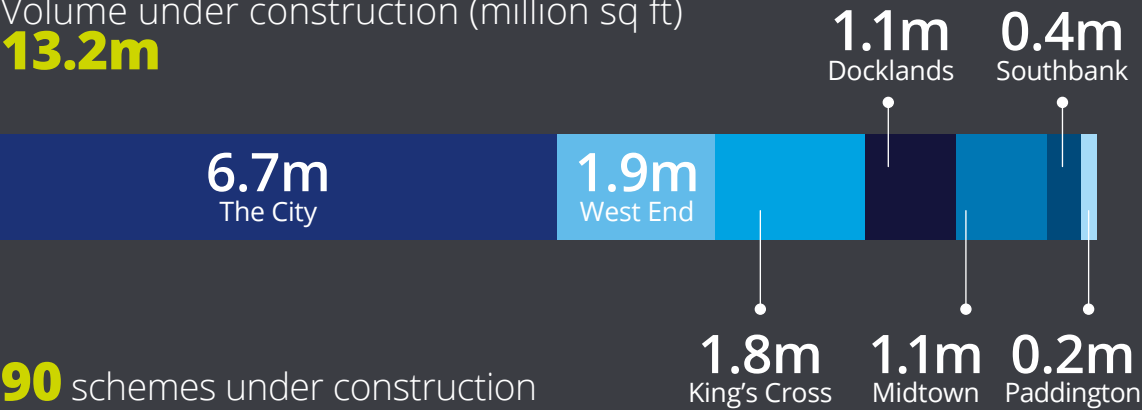 Volume under construction (million sq ft)
13.2m
1.1m
Docklands
0.4m
Southbank
6.7m
The City
1.9m
West End
1.8m
King’s Cross
1.1m
Midtown
0.2m
Paddington
90 schemes under construction